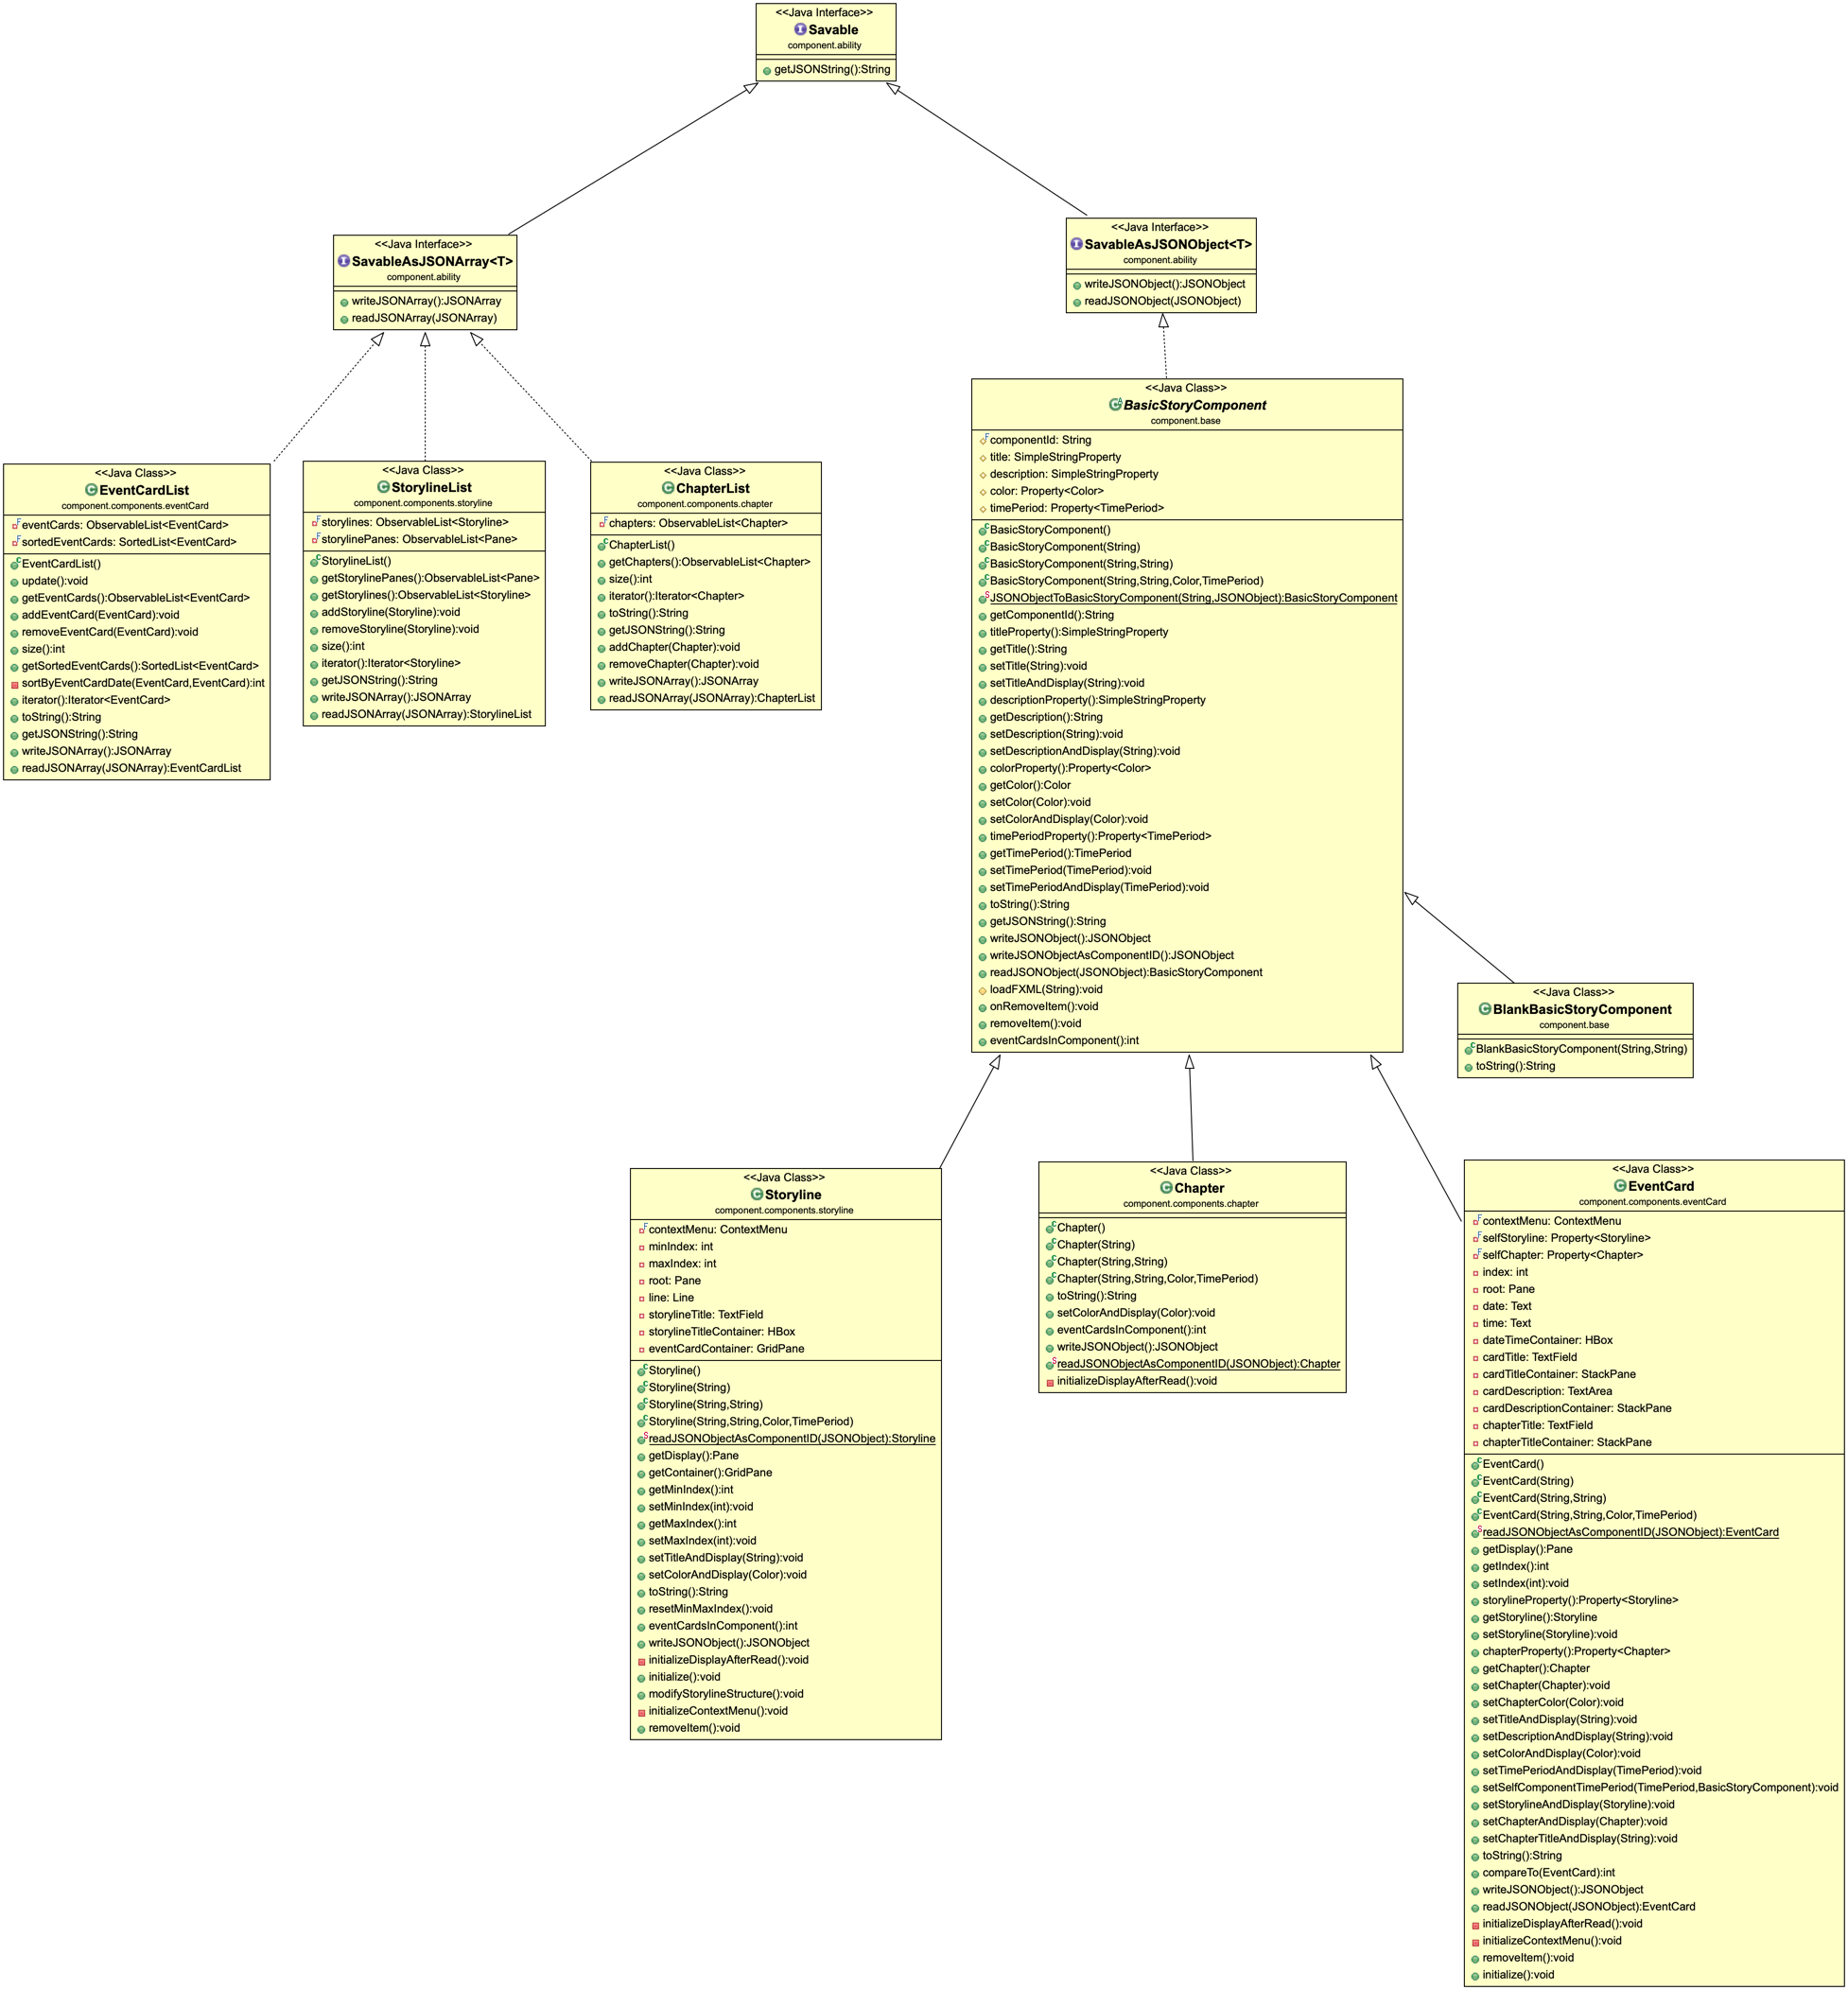 <<Java Interface>>
Savable
component.ability
getJSONString():String
<<Java Interface>>
SavableAsJSONArray<T>
component.ability
writeJSONArray():JSONArray
readJSONArray(JSONArray)
<<Java Interface>>
SavableAsJSONObject<T>
component.ability
writeJSONObject():JSONObject
readJSONObject(JSONObject)
<<Java Class>>
EventCardList
component.components.eventCard
eventCards: ObservableList<EventCard>
sortedEventCards: SortedList<EventCard>
EventCardList()
update():void
getEventCards():ObservableList<EventCard>
addEventCard(EventCard):void
removeEventCard(EventCard):void
size():int
getSortedEventCards():SortedList<EventCard>
sortByEventCardDate(EventCard,EventCard):int
iterator():Iterator<EventCard>
toString():String
getJSONString():String
writeJSONArray():JSONArray
readJSONArray(JSONArray):EventCardList
<<Java Class>>
StorylineList
component.components.storyline
storylines: ObservableList<Storyline>
storylinePanes: ObservableList<Pane>
StorylineList()
getStorylinePanes():ObservableList<Pane>
getStorylines():ObservableList<Storyline>
addStoryline(Storyline):void
removeStoryline(Storyline):void
size():int
iterator():Iterator<Storyline>
getJSONString():String
writeJSONArray():JSONArray
readJSONArray(JSONArray):StorylineList
<<Java Class>>
ChapterList
component.components.chapter
chapters: ObservableList<Chapter>
ChapterList()
getChapters():ObservableList<Chapter>
size():int
iterator():Iterator<Chapter>
toString():String
getJSONString():String
addChapter(Chapter):void
removeChapter(Chapter):void
writeJSONArray():JSONArray
readJSONArray(JSONArray):ChapterList
<<Java Class>>
BasicStoryComponent
component.base
componentId: String
title: SimpleStringProperty
description: SimpleStringProperty
color: Property<Color>
timePeriod: Property<TimePeriod>
BasicStoryComponent()
BasicStoryComponent(String)
BasicStoryComponent(String,String)
BasicStoryComponent(String,String,Color,TimePeriod)
JSONObjectToBasicStoryComponent(String,JSONObject):BasicStoryComponent
getComponentId():String
titleProperty():SimpleStringProperty
getTitle():String
setTitle(String):void
setTitleAndDisplay(String):void
descriptionProperty():SimpleStringProperty
getDescription():String
setDescription(String):void
setDescriptionAndDisplay(String):void
colorProperty():Property<Color>
getColor():Color
setColor(Color):void
setColorAndDisplay(Color):void
timePeriodProperty():Property<TimePeriod>
getTimePeriod():TimePeriod
setTimePeriod(TimePeriod):void
setTimePeriodAndDisplay(TimePeriod):void
toString():String
getJSONString():String
writeJSONObject():JSONObject
writeJSONObjectAsComponentID():JSONObject
readJSONObject(JSONObject):BasicStoryComponent
loadFXML(String):void
onRemoveItem():void
removeItem():void
eventCardsInComponent():int
<<Java Class>>
BlankBasicStoryComponent
component.base
BlankBasicStoryComponent(String,String)
toString():String
<<Java Class>>
Storyline
component.components.storyline
contextMenu: ContextMenu
minIndex: int
maxIndex: int
root: Pane
line: Line
storylineTitle: TextField
storylineTitleContainer: HBox
eventCardContainer: GridPane
Storyline()
Storyline(String)
Storyline(String,String)
Storyline(String,String,Color,TimePeriod)
readJSONObjectAsComponentID(JSONObject):Storyline
getDisplay():Pane
getContainer():GridPane
getMinIndex():int
setMinIndex(int):void
getMaxIndex():int
setMaxIndex(int):void
setTitleAndDisplay(String):void
setColorAndDisplay(Color):void
toString():String
resetMinMaxIndex():void
eventCardsInComponent():int
writeJSONObject():JSONObject
initializeDisplayAfterRead():void
initialize():void
modifyStorylineStructure():void
initializeContextMenu():void
removeItem():void
<<Java Class>>
Chapter
component.components.chapter
Chapter()
Chapter(String)
Chapter(String,String)
Chapter(String,String,Color,TimePeriod)
toString():String
setColorAndDisplay(Color):void
eventCardsInComponent():int
writeJSONObject():JSONObject
readJSONObjectAsComponentID(JSONObject):Chapter
initializeDisplayAfterRead():void
<<Java Class>>
EventCard
component.components.eventCard
contextMenu: ContextMenu
selfStoryline: Property<Storyline>
selfChapter: Property<Chapter>
index: int
root: Pane
date: Text
time: Text
dateTimeContainer: HBox
cardTitle: TextField
cardTitleContainer: StackPane
cardDescription: TextArea
cardDescriptionContainer: StackPane
chapterTitle: TextField
chapterTitleContainer: StackPane
EventCard()
EventCard(String)
EventCard(String,String)
EventCard(String,String,Color,TimePeriod)
readJSONObjectAsComponentID(JSONObject):EventCard
getDisplay():Pane
getIndex():int
setIndex(int):void
storylineProperty():Property<Storyline>
getStoryline():Storyline
setStoryline(Storyline):void
chapterProperty():Property<Chapter>
getChapter():Chapter
setChapter(Chapter):void
setChapterColor(Color):void
setTitleAndDisplay(String):void
setDescriptionAndDisplay(String):void
setColorAndDisplay(Color):void
setTimePeriodAndDisplay(TimePeriod):void
setSelfComponentTimePeriod(TimePeriod,BasicStoryComponent):void
setStorylineAndDisplay(Storyline):void
setChapterAndDisplay(Chapter):void
setChapterTitleAndDisplay(String):void
toString():String
compareTo(EventCard):int
writeJSONObject():JSONObject
readJSONObject(JSONObject):EventCard
initializeDisplayAfterRead():void
initializeContextMenu():void
removeItem():void
initialize():void